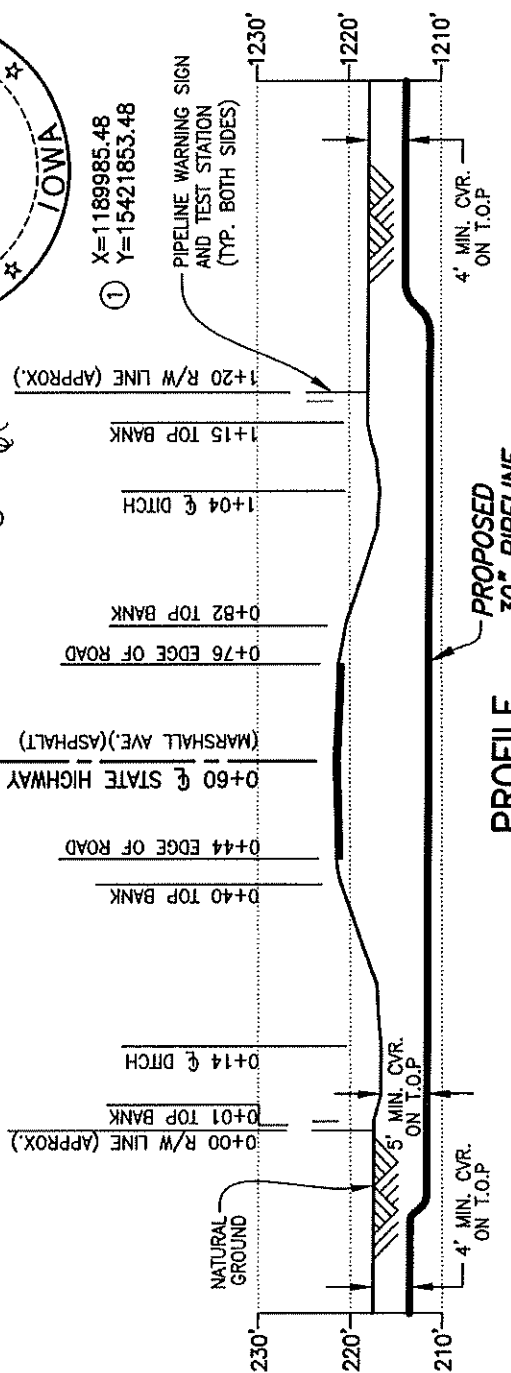 IOWA
① X=1189985.48
Y=15421853.48
PIPELINE WARNING SIGN
AND TEST STATION
(TYP. BOTH SIDES)
0+00 R/W LINE (APPROX)
0+01 TOP BANK
0+14 ℄ DITCH
0+40 TOP BANK
0+44 EDGE OF ROAD
0+60 ℄ STATE HIGHWAY
(MARSHALL AVE.)(ASPHALT)
0+76 EDGE OF ROAD
0+82 TOP BANK
1+04 ℄ DITCH
1+15 TOP BANK
1+20 R/W LINE (APPROX.)
230'
220'
210'
1230'
1220'
1210'
NATURAL
GROUND
4' MIN. CVR.
ON T.O.P
5' MIN. CVR.
ON T.O.P
4' MIN. CVR.
ON T.O.P
PROPOSED
30" PIPELINE
PROFILE